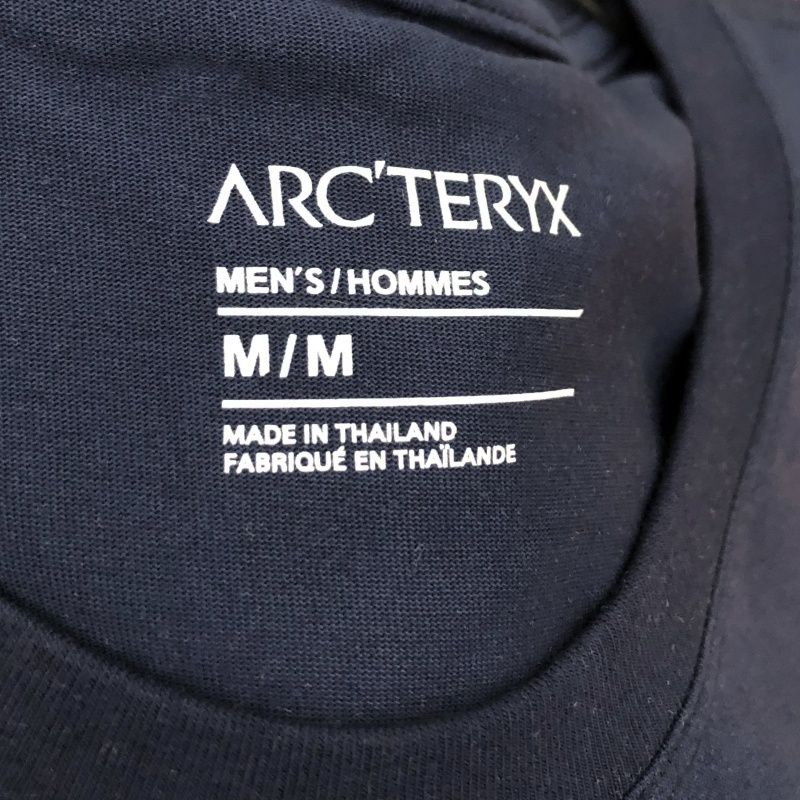 ARC'TERYX
MEN'S/HOMMES
M/M
MADE IN THAILAND
FABRIQUÉ EN THAÏLANDE